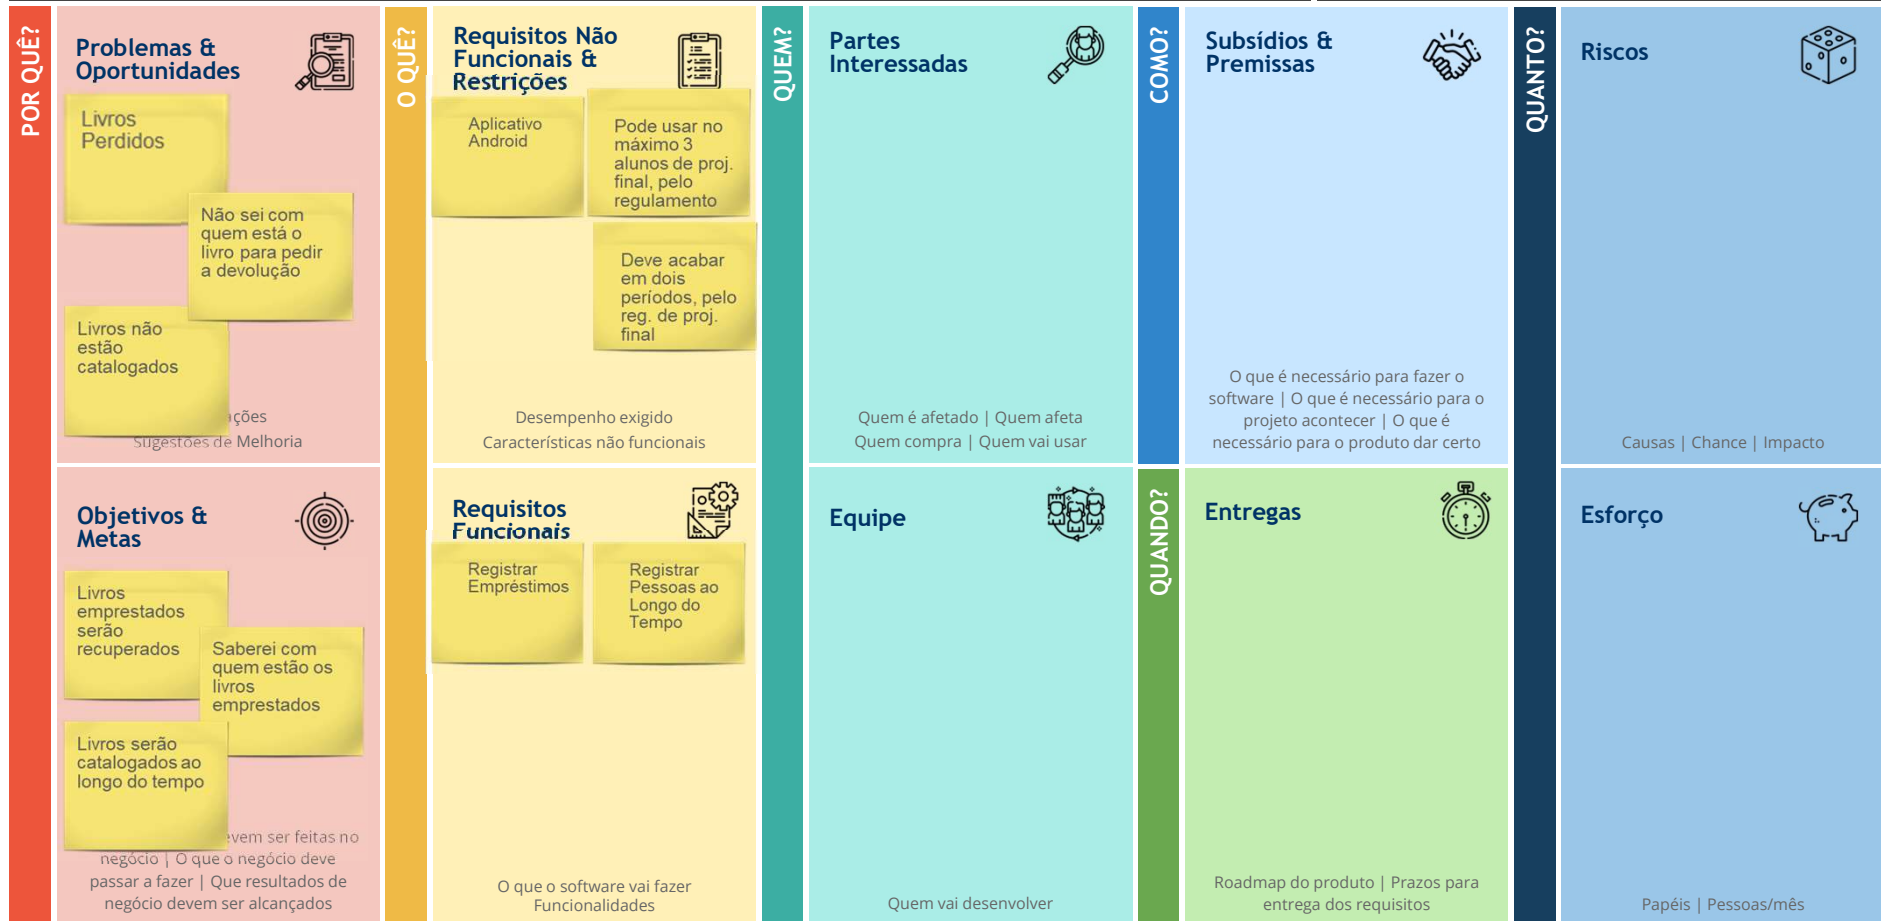 POR QUÊ?
Problemas &
Oportunidades
Livros
Perdidos
Não sei com
quem está o
livro para pedir
a devolução
Livros não
estão
catalogados
ções
Sugestões de Melhoria
Objetivos &
Metas
Livros
emprestados
serão
recuperados
Saberei com
quem estão os
livros
emprestados
Livros serão
catalogados ao
longo do tempo
evem ser feitas no
negócio | O que o negócio deve
passar a fazer | Que resultados de
negócio devem ser alcançados
O QUÊ?
Requisitos Não
Funcionais &
Restrições
Aplicativo
Android
Pode usar no
máximo 3
alunos de proj.
final, pelo
regulamento
Deve acabar
em dois
períodos, pelo
reg. de proj.
final
Desempenho exigido
Características não funcionais
Requisitos
Funcionais
Registrar
Empréstimos
Registrar
Pessoas ao
Longo do
Tempo
O que o software vai fazer
Funcionalidades
QUEM?
Partes
Interessadas
Quem é afetado | Quem afeta
Quem compra | Quem vai usar
Equipe
Quem vai desenvolver
COMO?
Subsídios &
Premissas
O que é necessário para fazer o
software | O que é necessário para o
projeto acontecer | O que é
necessário para o produto dar certo
QUANDO?
Entregas
Roadmap do produto | Prazos para
entrega dos requisitos
QUANTO?
Riscos
Causas | Chance | Impacto
Esforço
Papéis | Pessoas/mês